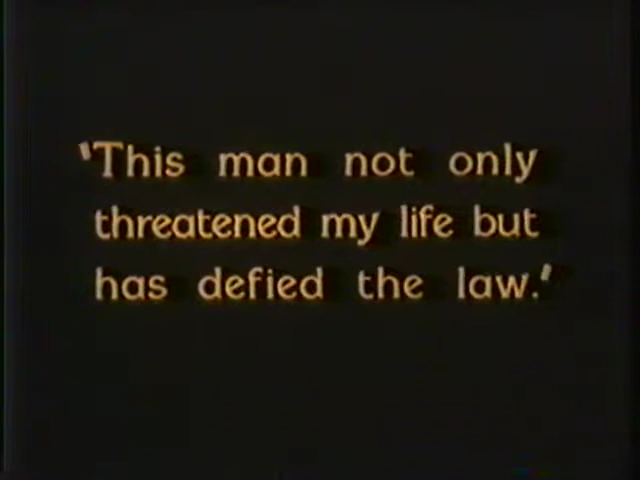 'This man not only
threatened my life but
has defied the law.'